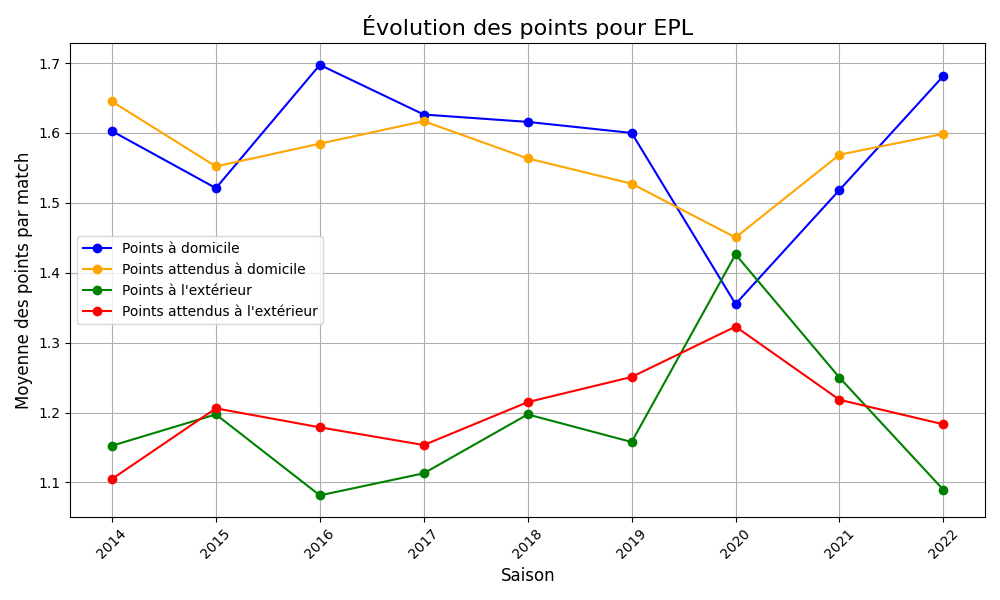 Évolution des points pour EPL
Moyenne des points par match
1.7
1.6
1.5
1.4
1.3
1.2
1.1
Points à domicile
Points attendus à domicile
Points à l'extérieur
Points attendus à l'extérieur
2014 2015 2016 2017 2018 2019 2020 2021 2022
Saison